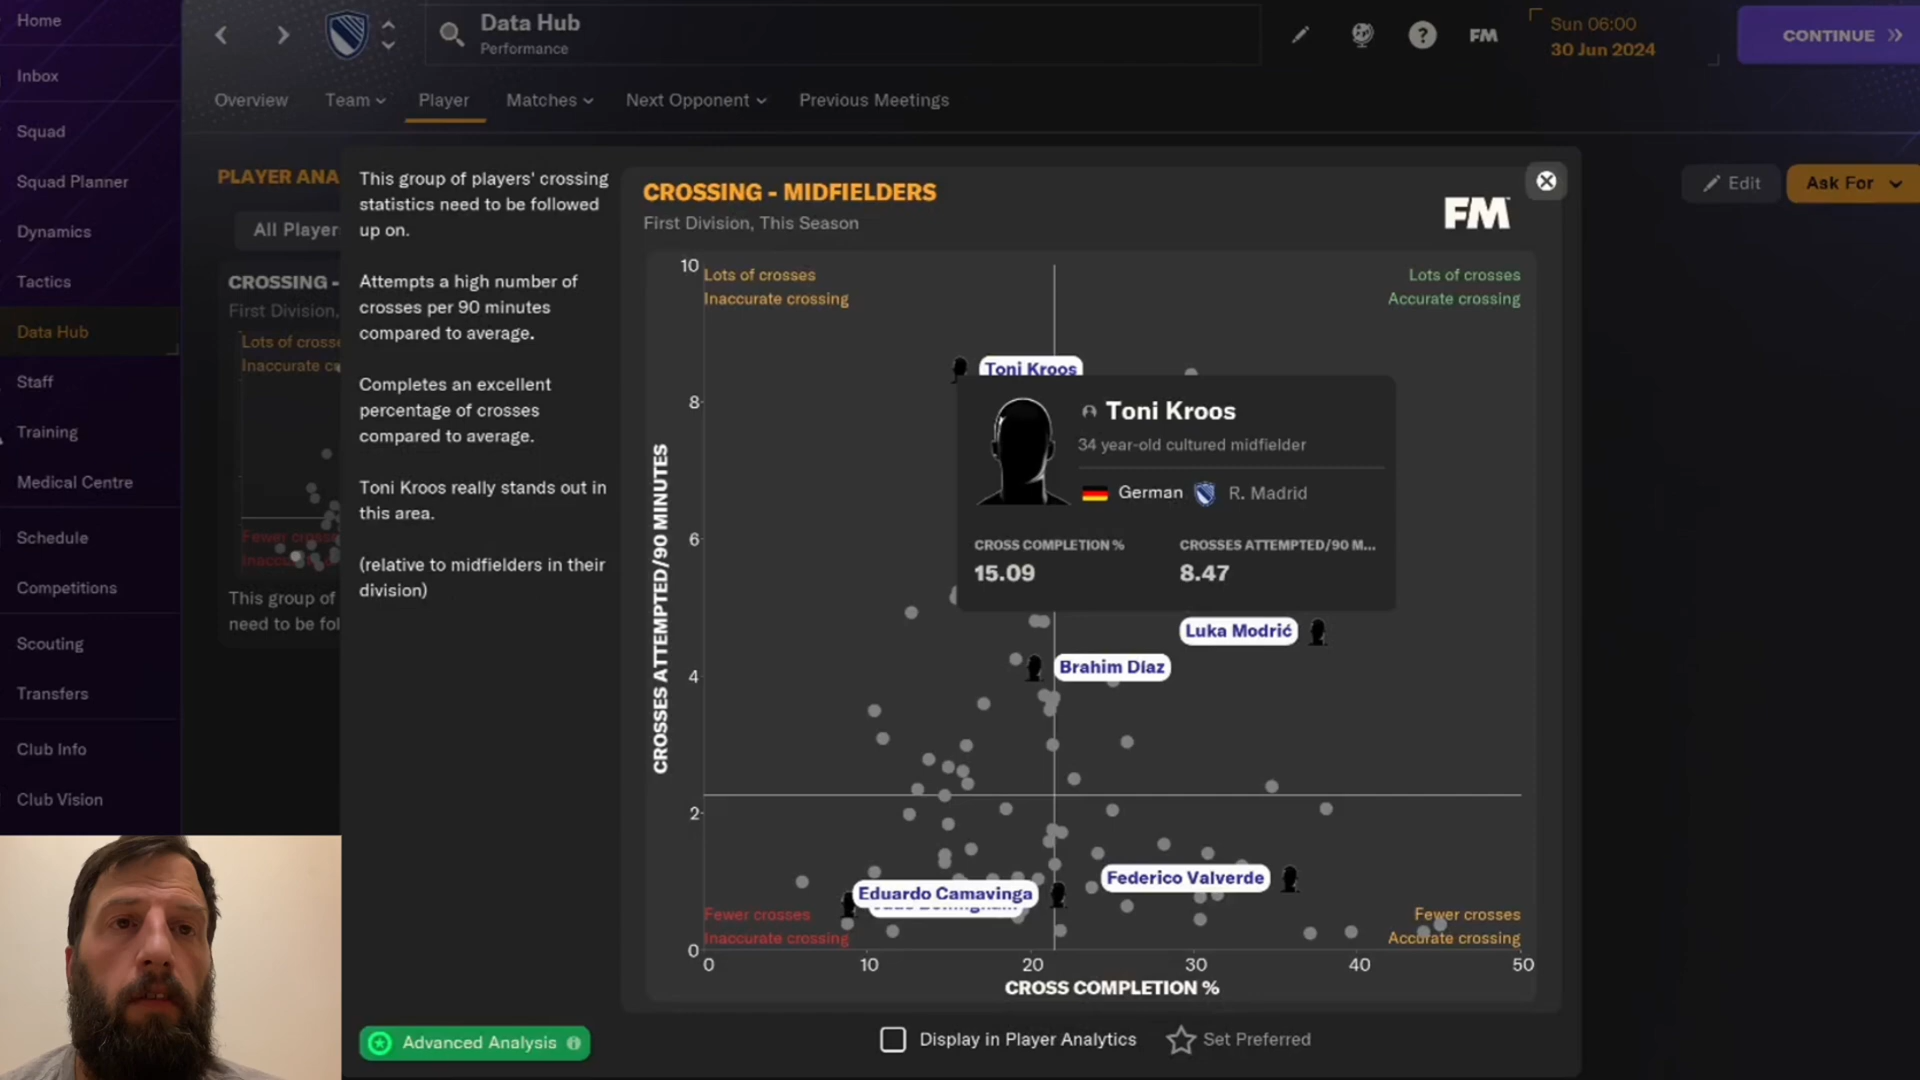 Home
Inbox
Squad
Squad Planner
Dynamics
Tactics
Data Hub
Staff
Training
Medical Centre
Schedule
Competitions
Scouting
Transfers
Club Info
Club Vision
Data Hub
Performance
FM
Sun 06:00
30 Jun 2024
CONTINUE
Overview
Team
Player
Matches
Next Opponent
Previous Meetings
PLAYER ANA
Edit
Ask For
All Player
CROSSING -
First Division,
Lots of crosse
Inaccurate cr
Fewer cross
Inacc
This group of
need to be fol
This group of players' crossing
statistics need to be followed
up on.
Attempts a high number of
crosses per 90 minutes
compared to average.
Completes an excellent
percentage of crosses
compared to average.
Toni Kroos really stands out in
this area.
(relative to midfielders in their
division)
Advanced Analysis
CROSSING - MIDFIELDERS
First Division, This Season
FM
Lots of crosses
Inaccurate crossing
Lots of crosses
Accurate crossing
10
8
6
4
2
0
CROSSES ATTEMPTED/90 MINUTES
Toni Kroos
Toni Kroos
34 year-old cultured midfielder
German
R. Madrid
CROSS COMPLETION %
CROSSES ATTEMPTED/90 M...
15.09
8.47
Luka Modrić
Brahim Díaz
Federico Valverde
Eduardo Camavinga
Fewer crosses
Inaccurate crossing
Fewer crosses
Accurate crossing
0
10
20
30
40
50
CROSS COMPLETION %
Display in Player Analytics
Set Preferred